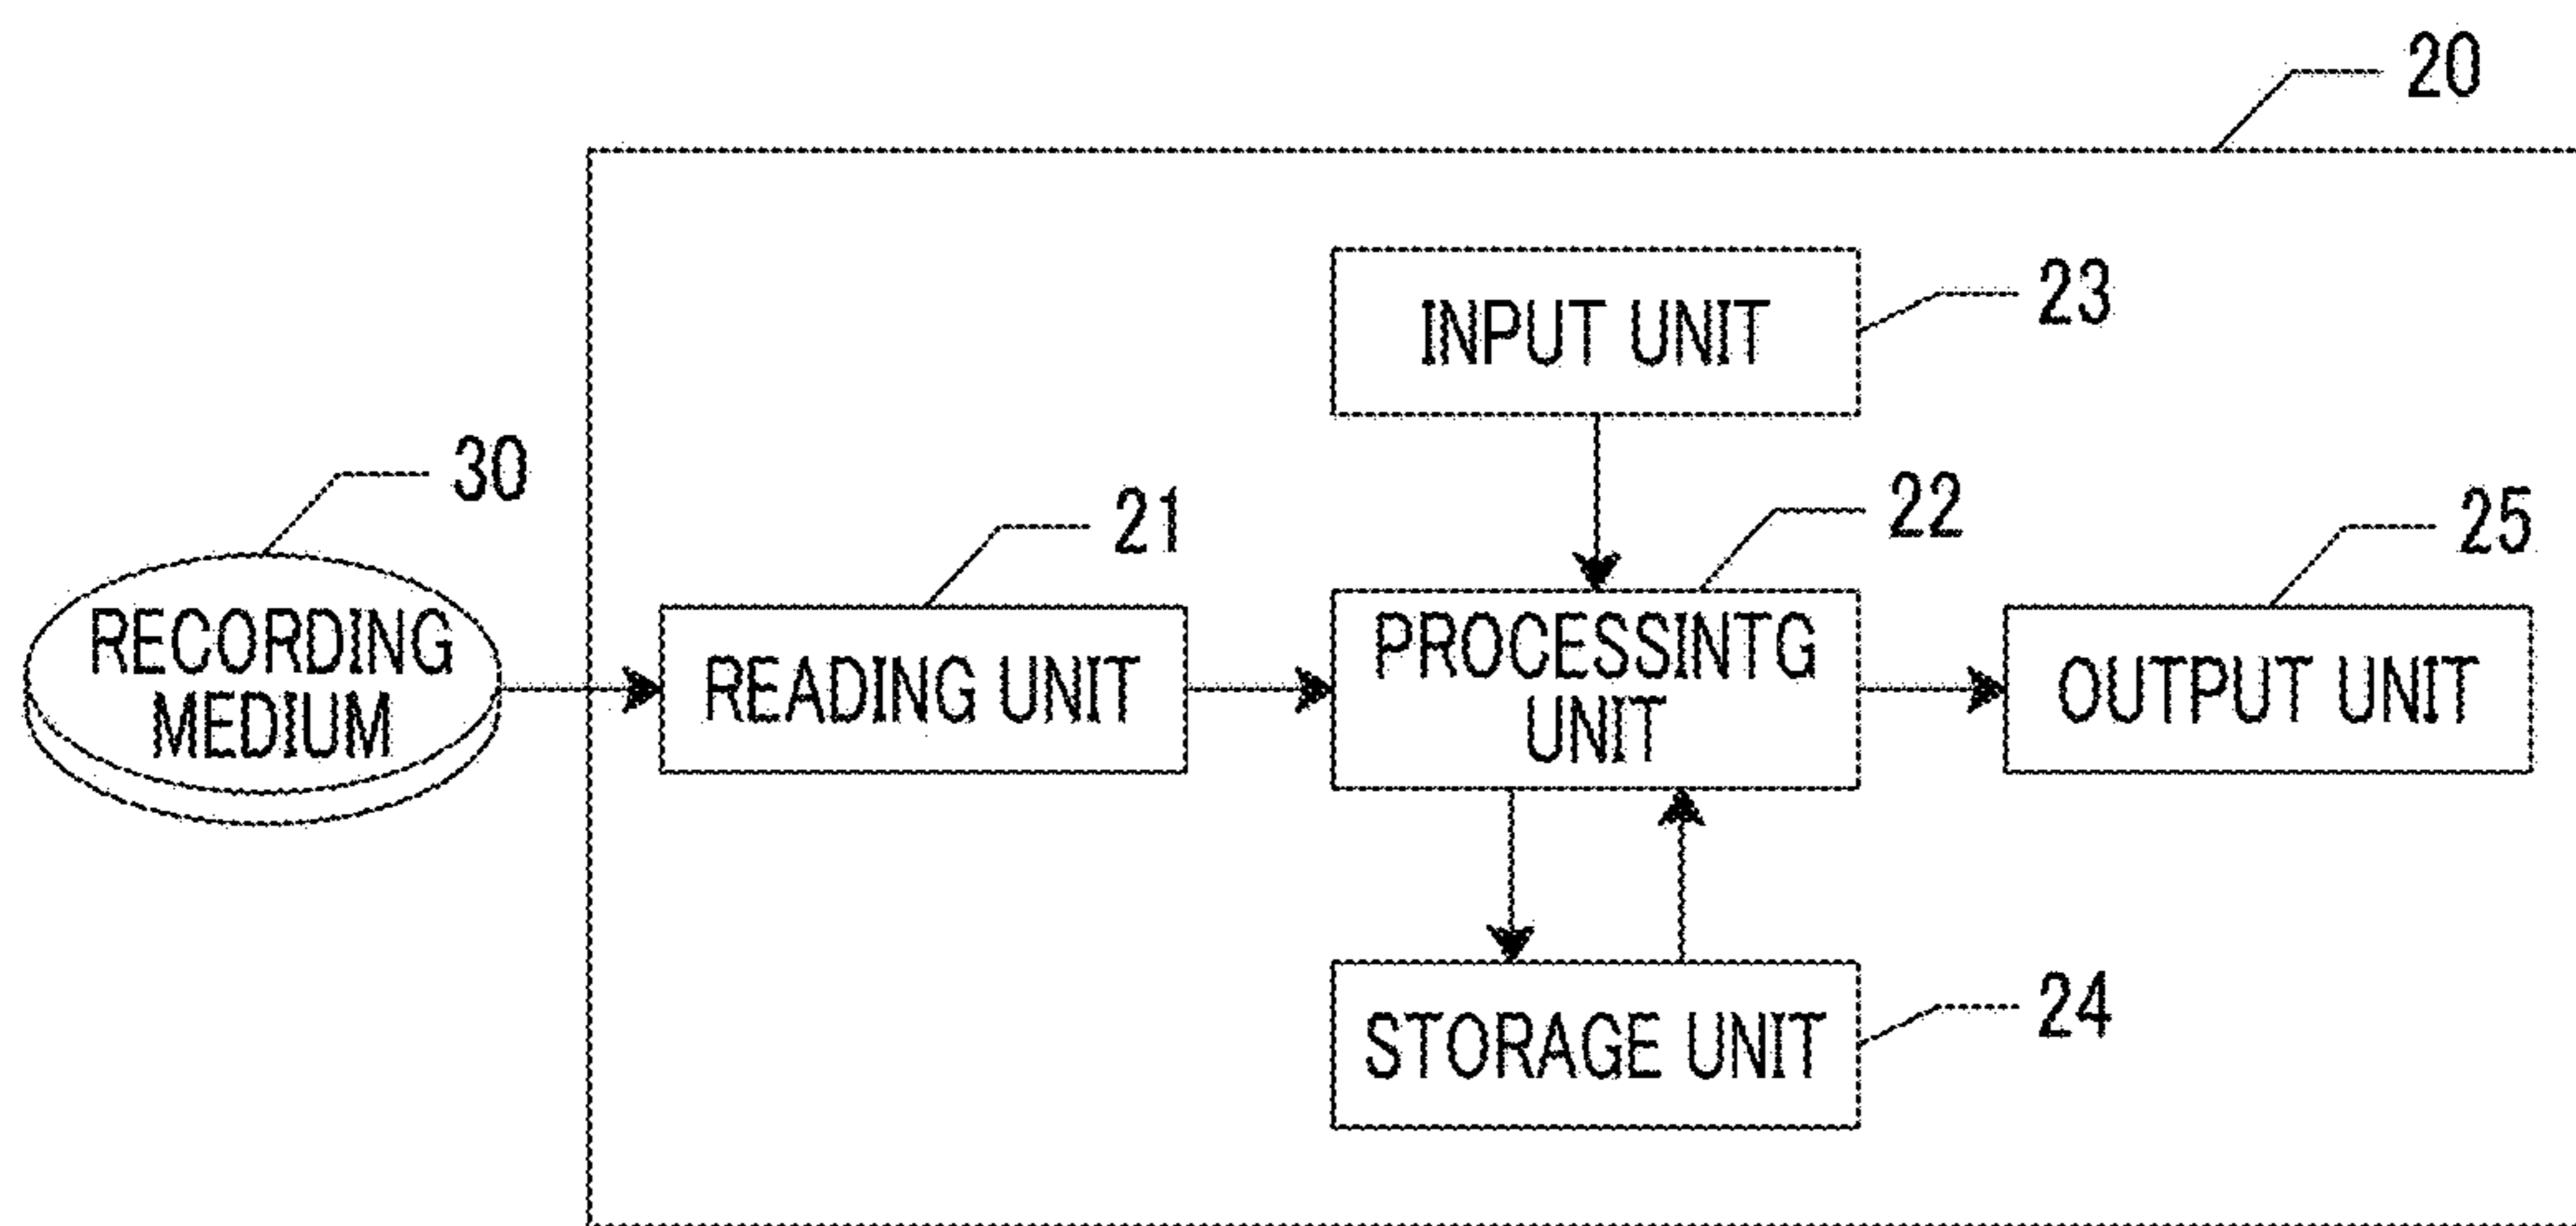 20
INPUT UNIT
23
30
21
22
25
RECORDING
MEDIUM
READING UNIT
PROCESSINTG
UNIT
OUTPUT UNIT
STORAGE UNIT
24